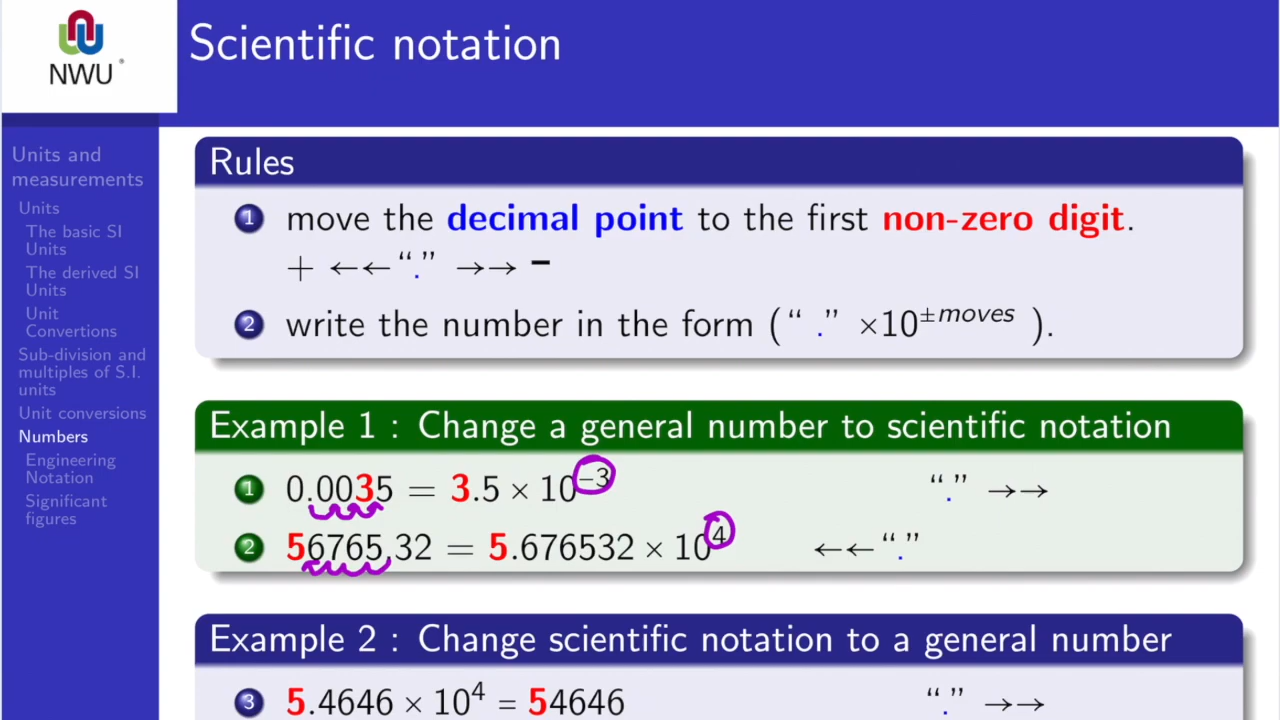 NWU
Scientific notation
Units and
measurements
Units
The basic SI
Units
The derived SI
Units
Unit
Convertions
Sub-division and
multiples of S.I.
units
Unit conversions
Numbers
Engineering
Notation
Significant
figures
Rules
1 move the decimal point to the first non-zero digit.
+ ←← “.” →→ -
2 write the number in the form (“ .” ×10^{±moves} ).
Example 1 : Change a general number to scientific notation
1 0.0035 = 3.5 × 10^{−3} “.” →→
2 56765,32 = 5.676532 × 10^{4} ←← “.”
Example 2 : Change scientific notation to a general number
3 5.4646 × 10^{4} = 54646 “.” →→